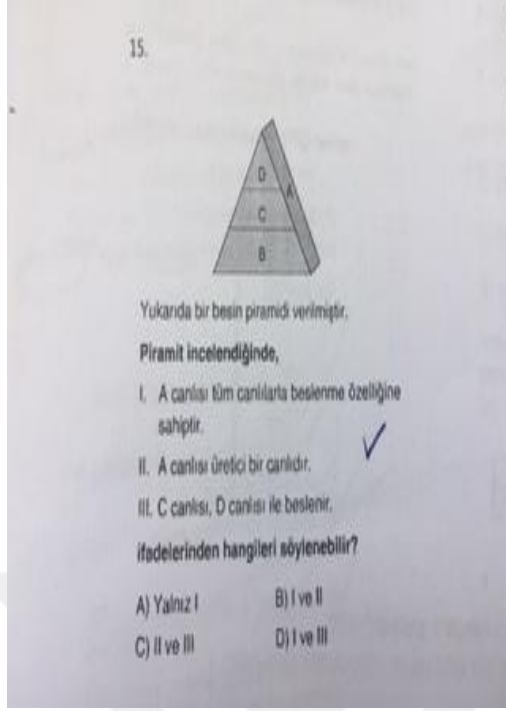 15.
D
A
C
B
Yukarıda bir besin piramidi verilmiştir.
Piramit incelendiğinde,
I. A canlısı tüm canlılarla beslenme özelliğine
sahiptir.
II. A canlısı üretici bir canlıdır.
III. C canlısı, D canlısı ile beslenir.
ifadelerinden hangileri söylenebilir?
A) Yalnız I B) I ve II
C) II ve III D) I ve III